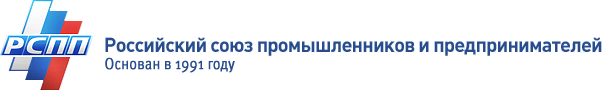 РСПП
Российский союз промышленников и предпринимателей
Основан в 1991 году